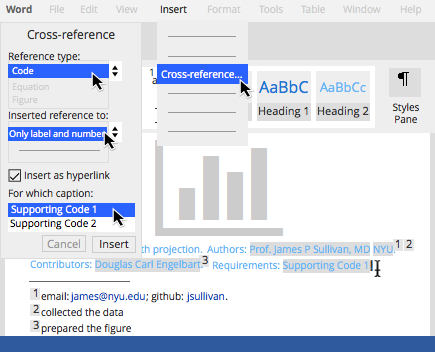 Word File Edit View Insert Format Tools Table Window Help
Cross-reference
Reference type:
Code
Equation
Figure
Inserted reference to:
Only label and number
Insert as hyperlink
For which caption:
Supporting Code 1
Supporting Code 2
Cancel Insert
Cross-reference...
1
AaBbC AaBbCc ¶
Heading 1 Heading 2 Styles
Pane
th projection. Authors: Prof. James P Sullivan, MD NYU.1 2
Contributors: Douglas Carl Engelbart.3 Requirements: Supporting Code 1
1 email: james@nyu.edu; github: jsullivan.
2 collected the data
3 prepared the figure